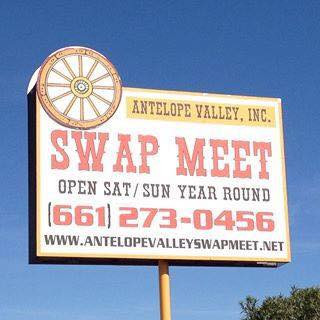 ANTELOPE VALLEY, INC.
SWAP MEET
OPEN SAT/SUN YEAR ROUND
(661) 273-0456
WWW.ANTELOPEVALLEYSWAPMEET.NET